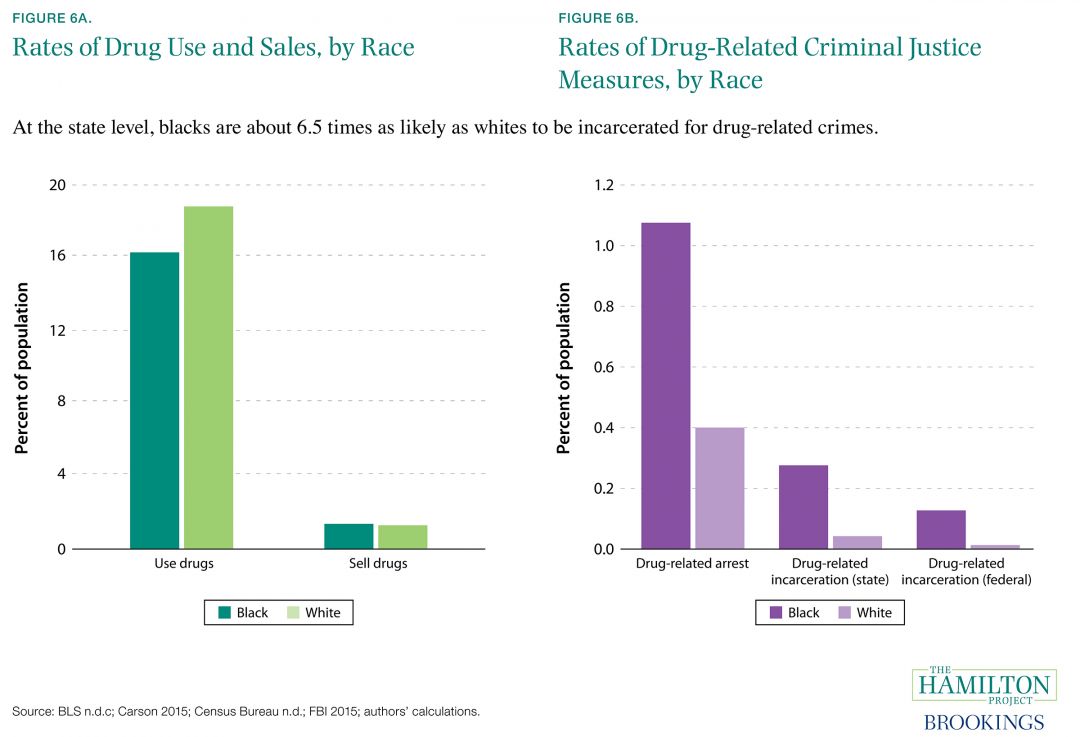 FIGURE 6A.
Rates of Drug Use and Sales, by Race
FIGURE 6B.
Rates of Drug-Related Criminal Justice
Measures, by Race
At the state level, blacks are about 6.5 times as likely as whites to be incarcerated for drug-related crimes.
Percent of population
20
16
12
8
4
0
Use drugs
Sell drugs
Black
White
Percent of population
1.2
1.0
0.8
0.6
0.4
0.2
0.0
Drug-related arrest
Drug-related
incarceration (state)
Drug-related
incarceration (federal)
Black
White
Source: BLS n.d.c; Carson 2015; Census Bureau n.d.; FBI 2015; authors' calculations.
THE
HAMILTON
PROJECT
BROOKINGS